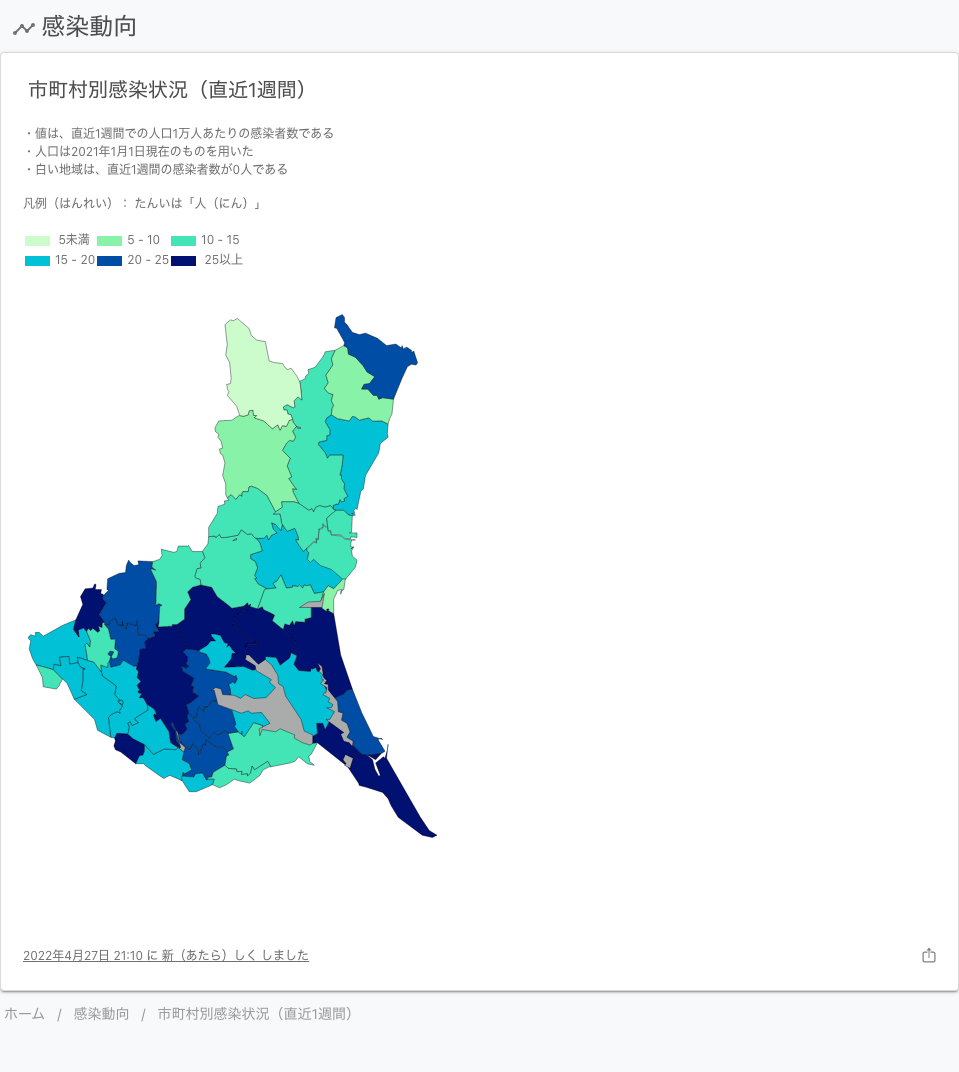 感染動向
市町村別感染状況（直近1週間）
・値は、直近1週間での人口1万人あたりの感染者数である
・人口は2021年1月1日現在のものを用いた
・白い地域は、直近1週間の感染者数が0人である
凡例（はんれい）： たんいは「人（にん）」
5未満 5 - 10 10 - 15
15 - 20 20 - 25 25以上
2022年4月27日 21:10 に 新（あたら）しく しました
ホーム / 感染動向 / 市町村別感染状況（直近1週間）